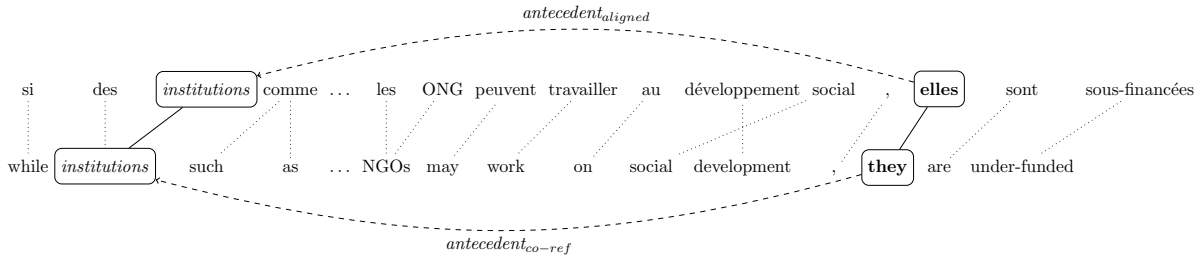 antecedent_aligned
si des institutions comme ... les ONG peuvent travailler au développement social , elles sont sous-financées
while institutions such as ... NGOs may work on social development , they are under-funded
antecedent_co−ref